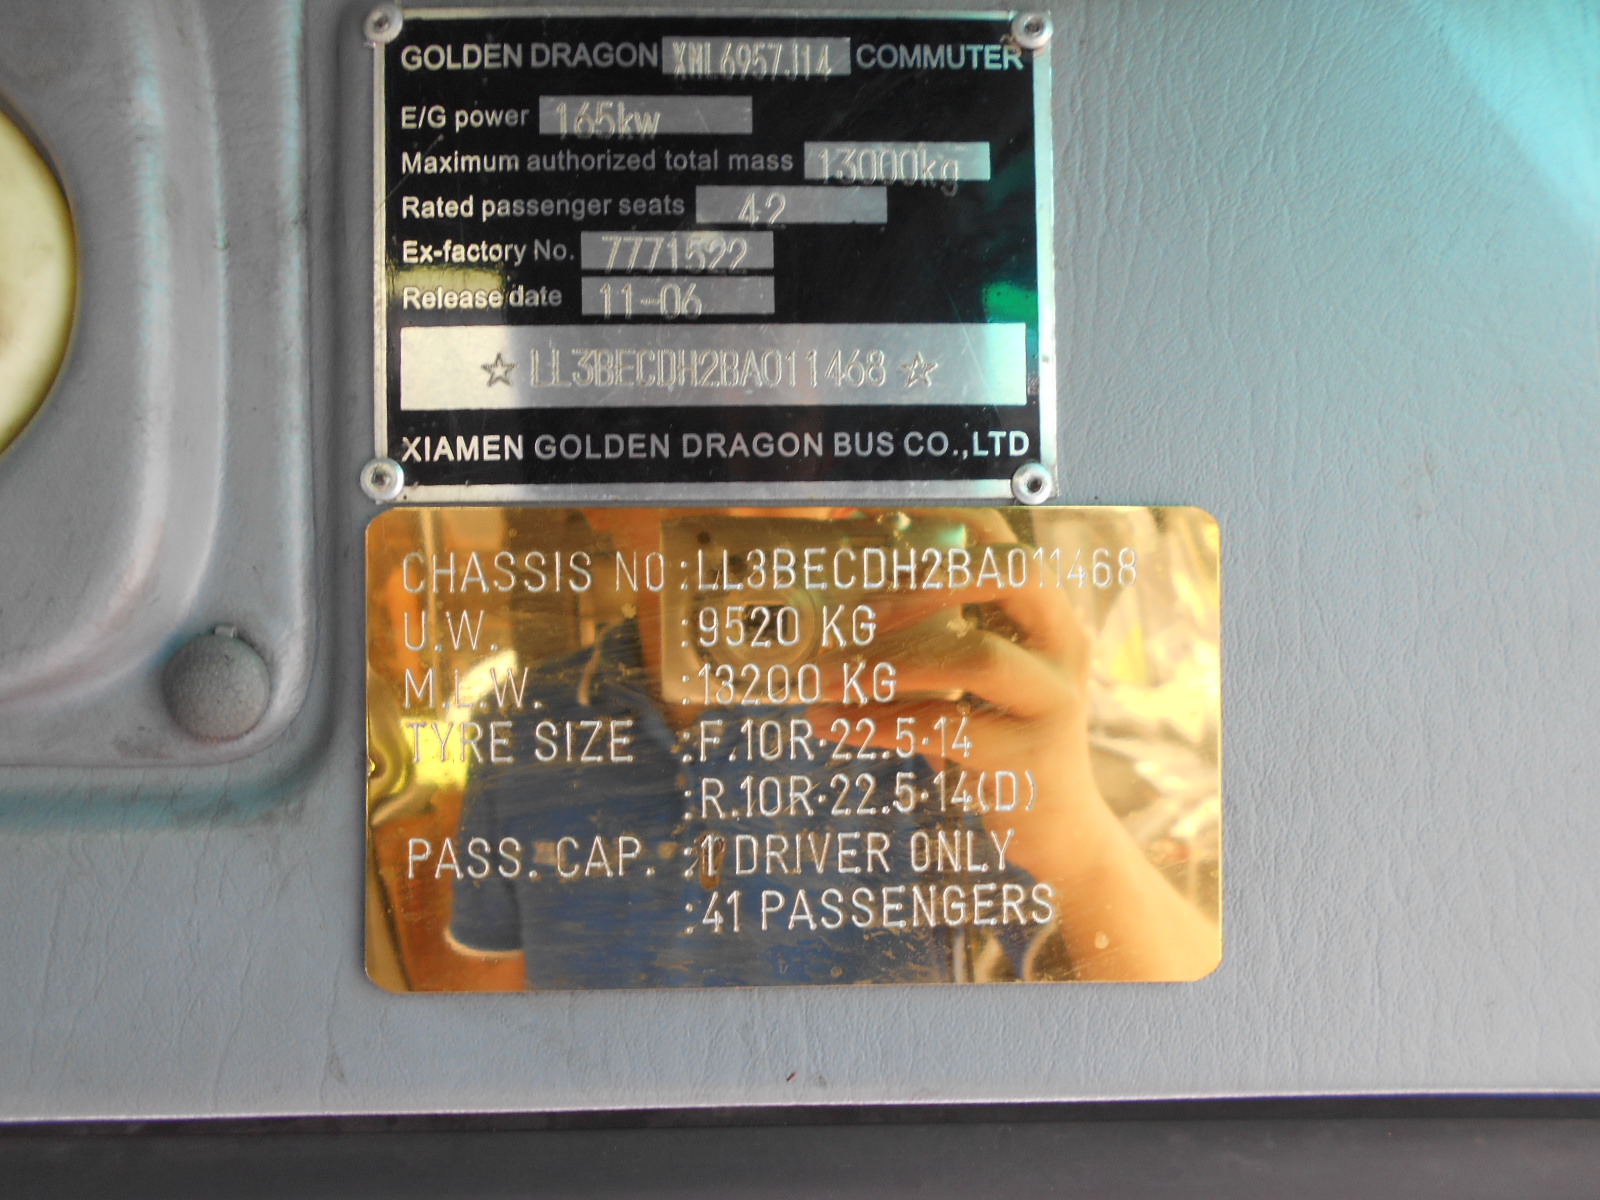 GOLDEN DRAGON XML6957J14 COMMUTER
E/G power 165kw
Maximum authorized total mass 13000kg
Rated passenger seats 42
Ex-factory No. 7771522
Release date 11-06
☆ LL3BECDH2BA011468 ☆
XIAMEN GOLDEN DRAGON BUS CO.,LTD
CHASSIS NO:LL3BECDH2BA011468
U.W. :9520 KG
M.L.W. :13200 KG
TYRE SIZE :F.10R·22.5·14
:R.10R·22.5·14(D)
PASS. CAP. :1 DRIVER ONLY
:41 PASSENGERS